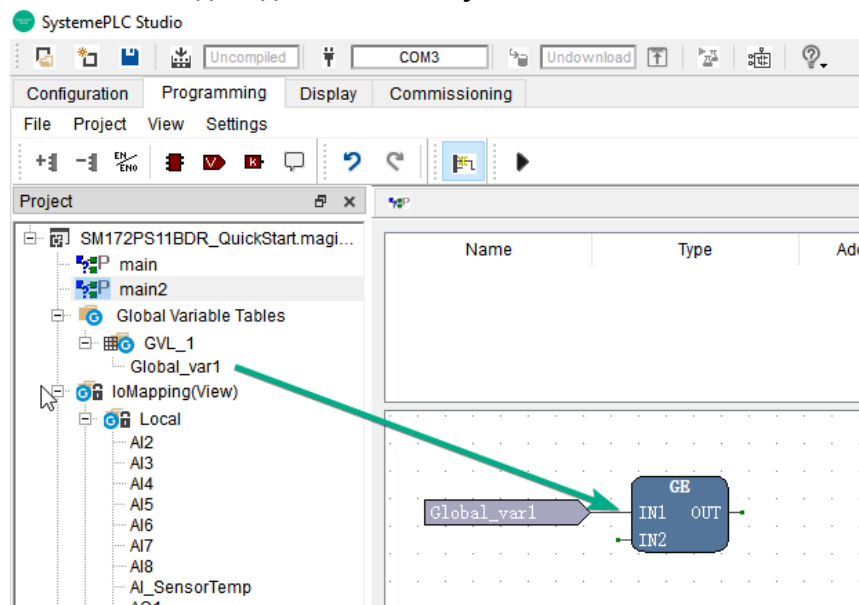 SystemePLC Studio
Uncompiled COM3 Undownload
Configuration Programming Display Commissioning
File Project View Settings
EN/ENO V K
Project
P
SM172PS11BDR_QuickStart.magi...
P main
P main2
G Global Variable Tables
G GVL_1
Global_var1
G IoMapping(View)
G Local
AI2
AI3
AI4
AI5
AI6
AI7
AI8
AI_SensorTemp
Name Type
GE
Global_var1 IN1 OUT
IN2